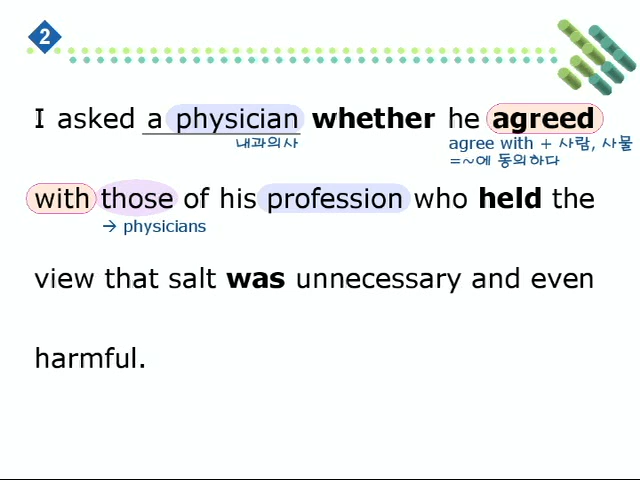 2
I asked a physician whether he agreed
내과의사
agree with + 사람, 사물
=~에 동의하다
with those of his profession who held the
→ physicians
view that salt was unnecessary and even
harmful.